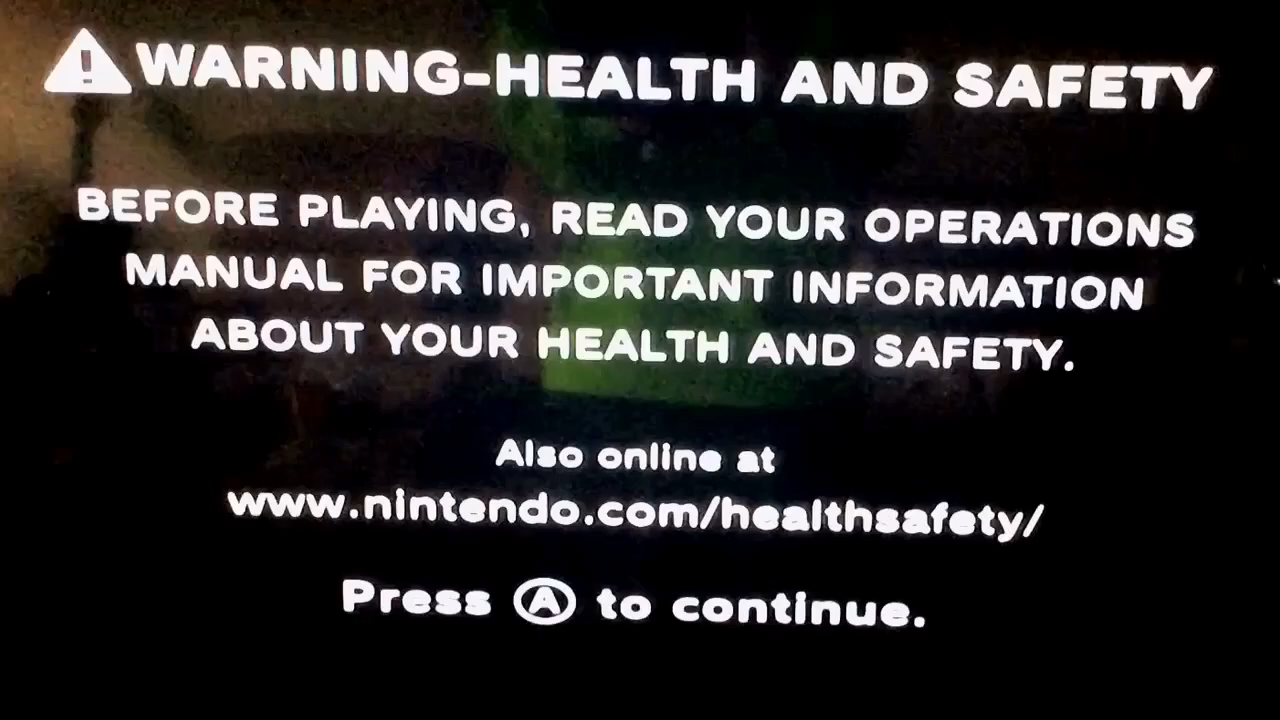 WARNING-HEALTH AND SAFETY
BEFORE PLAYING, READ YOUR OPERATIONS
MANUAL FOR IMPORTANT INFORMATION
ABOUT YOUR HEALTH AND SAFETY.
Also online at
www.nintendo.com/healthsafety/
Press A to continue.